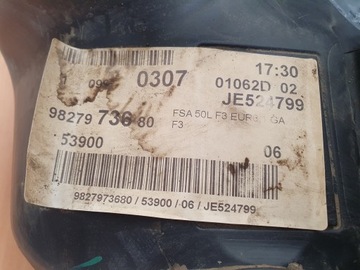 0307
17:30
01062D 02
JE524799
98279 736 80
FSA 50L F3 GA
F3
53900
06
9827973680 / 53900 / 06 / JE524799